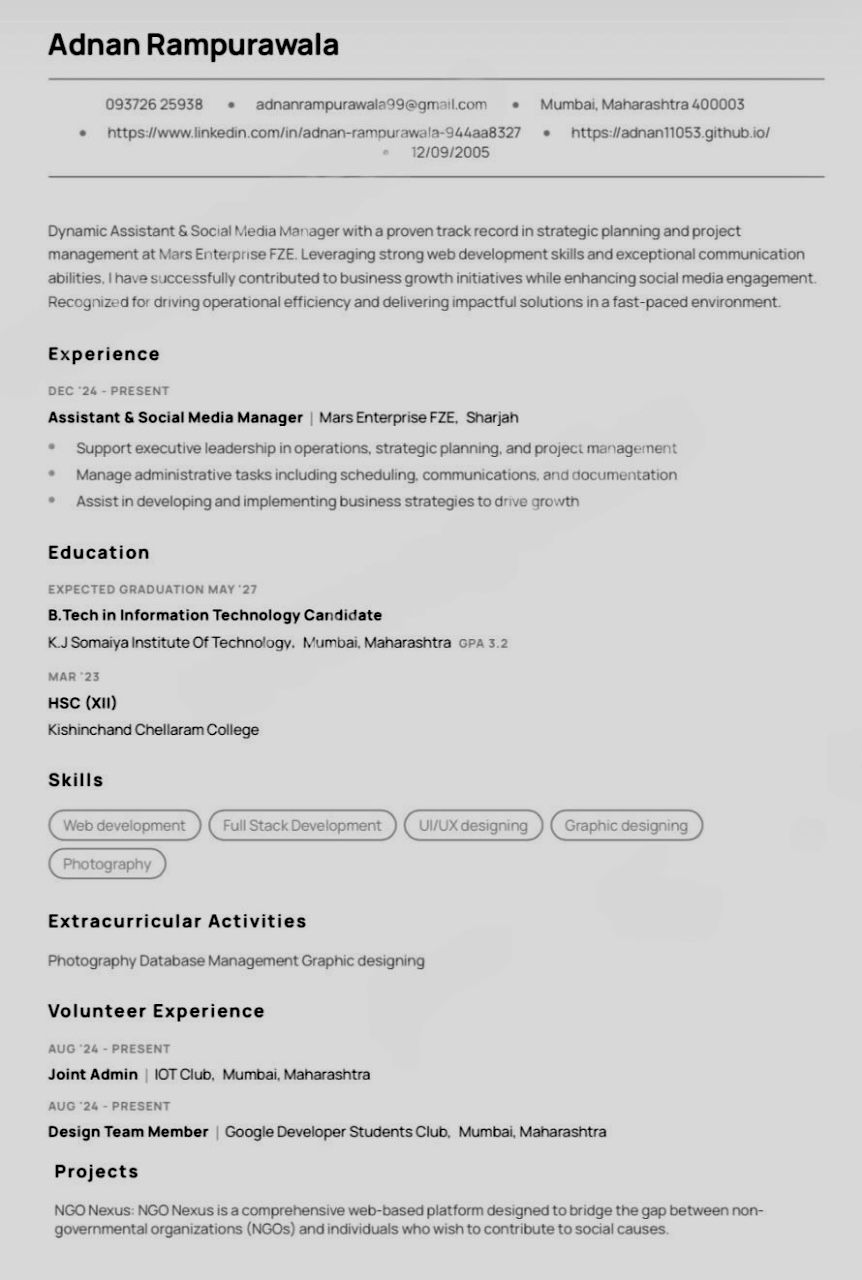 Adnan Rampurawala
093726 25938 • adnanrampurawala99@gmail.com • Mumbai, Maharashtra 400003
• https://www.linkedin.com/in/adnan-rampurawala-944aa8327 • https://adnan11053.github.io/
• 12/09/2005
Dynamic Assistant & Social Media Manager with a proven track record in strategic planning and project
management at Mars Enterprise FZE. Leveraging strong web development skills and exceptional communication
abilities, I have successfully contributed to business growth initiatives while enhancing social media engagement.
Recognized for driving operational efficiency and delivering impactful solutions in a fast-paced environment.
Experience
DEC '24 - PRESENT
Assistant & Social Media Manager | Mars Enterprise FZE, Sharjah
• Support executive leadership in operations, strategic planning, and project management
• Manage administrative tasks including scheduling, communications, and documentation
• Assist in developing and implementing business strategies to drive growth
Education
EXPECTED GRADUATION MAY '27
B.Tech in Information Technology Candidate
K.J Somaiya Institute Of Technology, Mumbai, Maharashtra GPA 3.2
MAR '23
HSC (XII)
Kishinchand Chellaram College
Skills
Web development Full Stack Development UI/UX designing Graphic designing
Photography
Extracurricular Activities
Photography Database Management Graphic designing
Volunteer Experience
AUG '24 - PRESENT
Joint Admin | IOT Club, Mumbai, Maharashtra
AUG '24 - PRESENT
Design Team Member | Google Developer Students Club, Mumbai, Maharashtra
Projects
NGO Nexus: NGO Nexus is a comprehensive web-based platform designed to bridge the gap between non-
governmental organizations (NGOs) and individuals who wish to contribute to social causes.